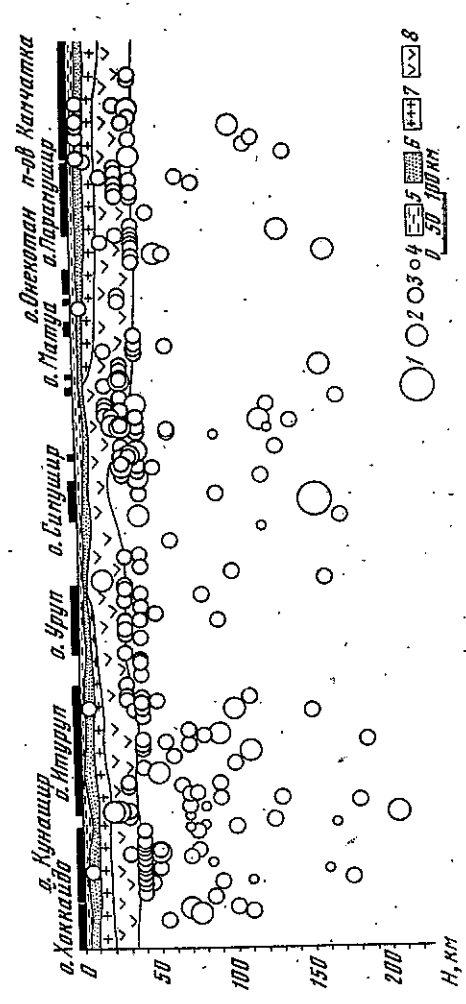 о. Хоккайдо
о. Кунашир
о. Итуруп
о. Уруп
о. Симушир
о. Матуа
о. Онекотан
о. Парамушир
п-ов Камчатка
0
50
100
150
200
H, км
1 2 3 4 5 6 7 8
0 50 100 км